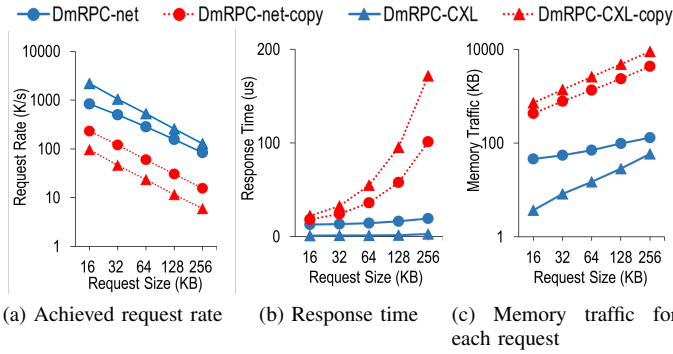 DmRPC-net DmRPC-net-copy DmRPC-CXL DmRPC-CXL-copy
Request Rate (K/s)
10000
1000
100
10
1
16 32 64 128 256
Request Size (KB)
(a) Achieved request rate
Response Time (us)
200
100
0
16 32 64 128 256
Request Size (KB)
(b) Response time
Memory Traffic (KB)
10000
100
1
16 32 64 128 256
Request Size (KB)
(c) Memory traffic for
each request